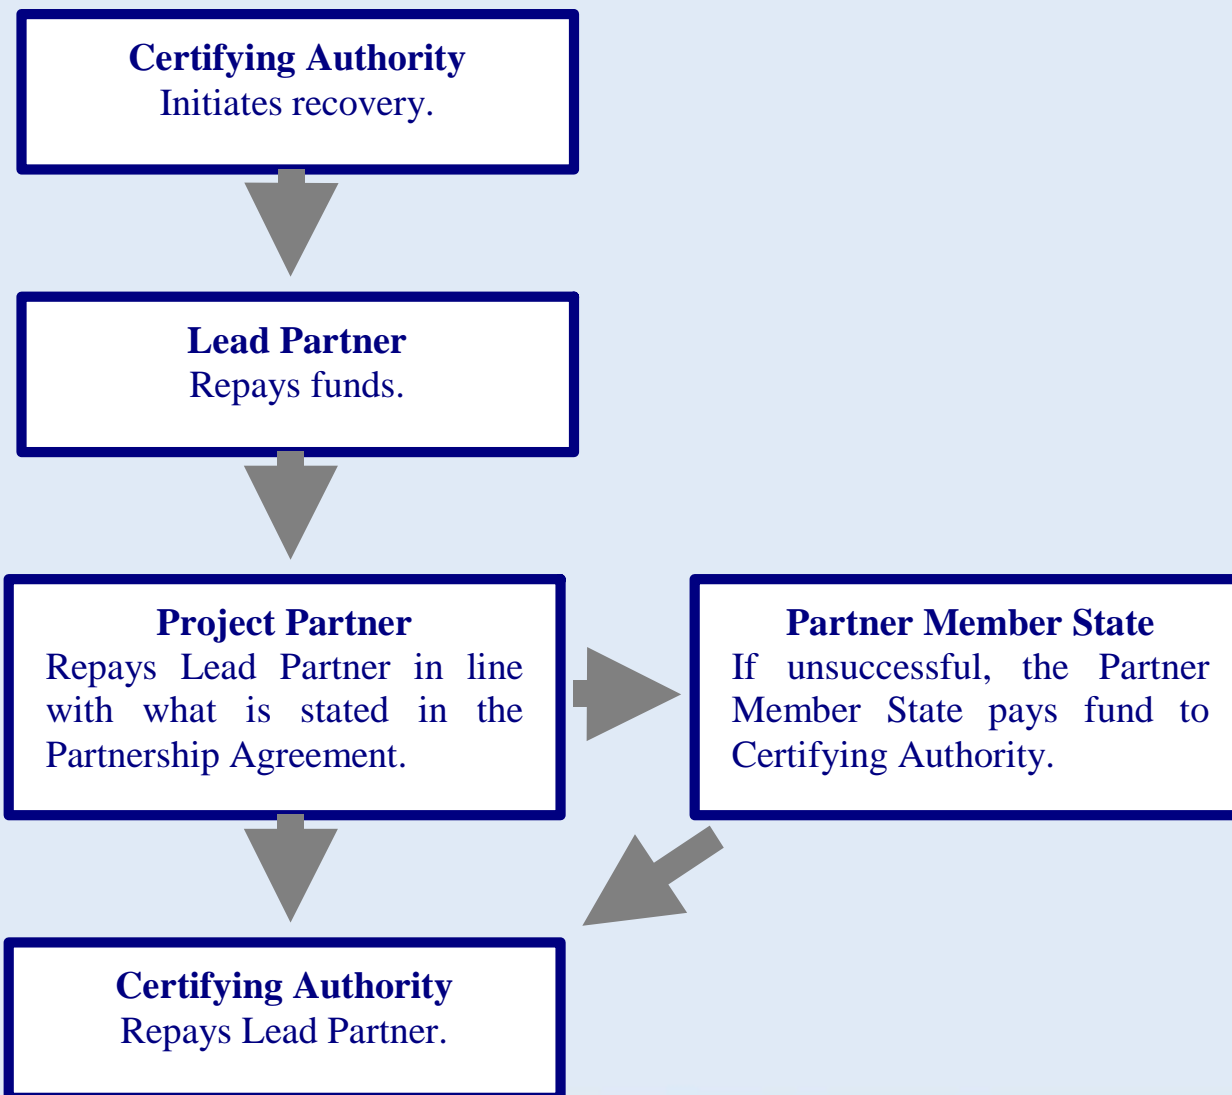 Certifying Authority
Initiates recovery.
Lead Partner
Repays funds.
Project Partner
Repays Lead Partner in line
with what is stated in the
Partnership Agreement.
Partner Member State
If unsuccessful, the Partner
Member State pays fund to
Certifying Authority.
Certifying Authority
Repays Lead Partner.